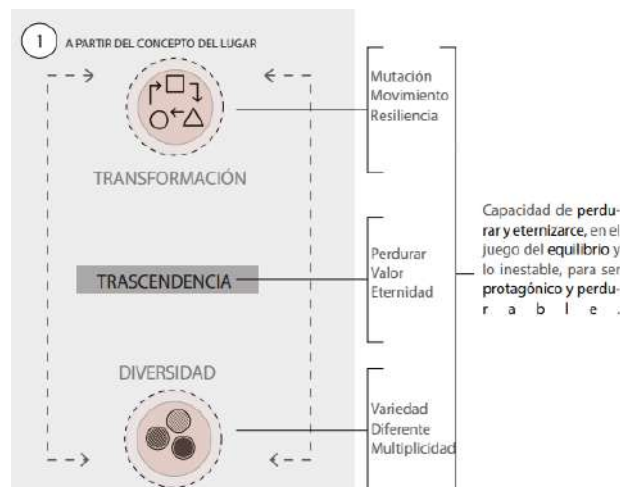 1 A PARTIR DEL CONCEPTO DEL LUGAR
TRANSFORMACIÓN
Mutación
Movimiento
Resiliencia
TRASCENDENCIA
Perdurar
Valor
Eternidad
DIVERSIDAD
Variedad
Diferente
Multiplicidad
Capacidad de perdu-
rar y eternizarce, en el
juego del equilibrio y
lo inestable, para ser
protagónico y perdu-
r a b l e .